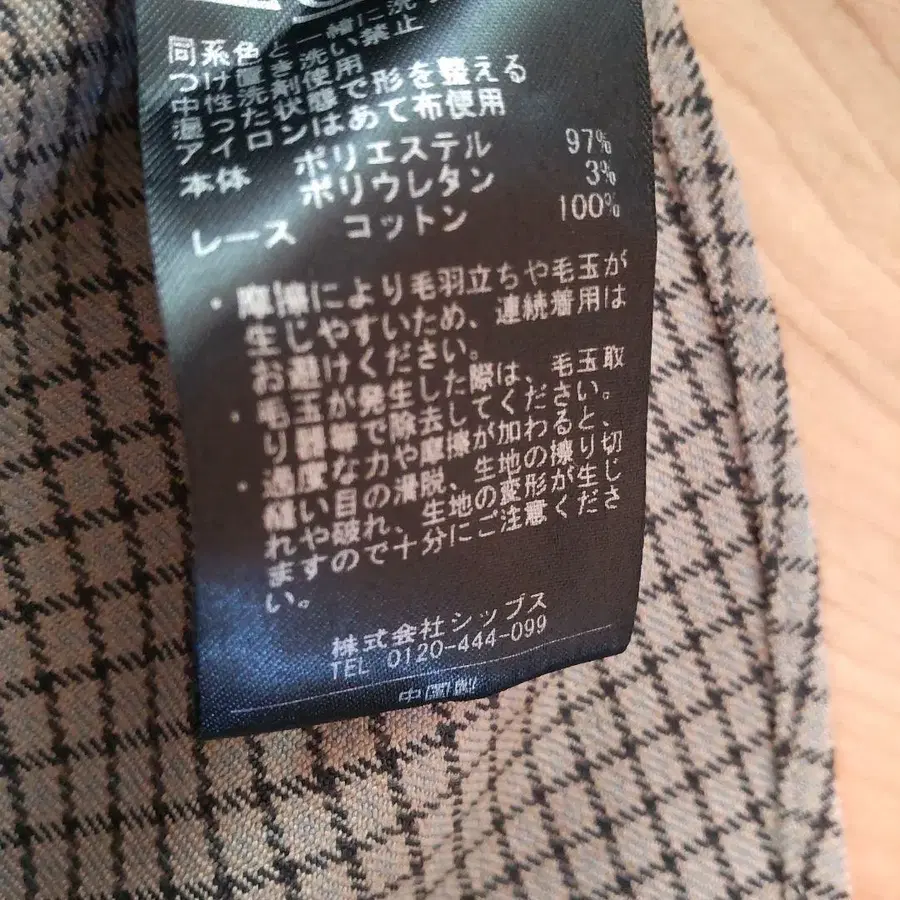 同系色と一緒に洗
つけ置き洗い禁止
中性洗剤使用
湿った状態で形を整える
アイロンはあて布使用
本体 ポリエステル 97%
ポリウレタン 3%
レース コットン 100%
・摩擦により毛羽立ちや毛玉が
生じやすいため、連続着用は
お避けください。
・毛玉が発生した際は、毛玉取
り器等で除去してください。
・過度な力や摩擦が加わると、
縫い目の滑脱、生地の擦り切
れや破れ、生地の変形が生じ
ますので十分にご注意くださ
い。
株式会社シップス
TEL 0120-444-099
中国製